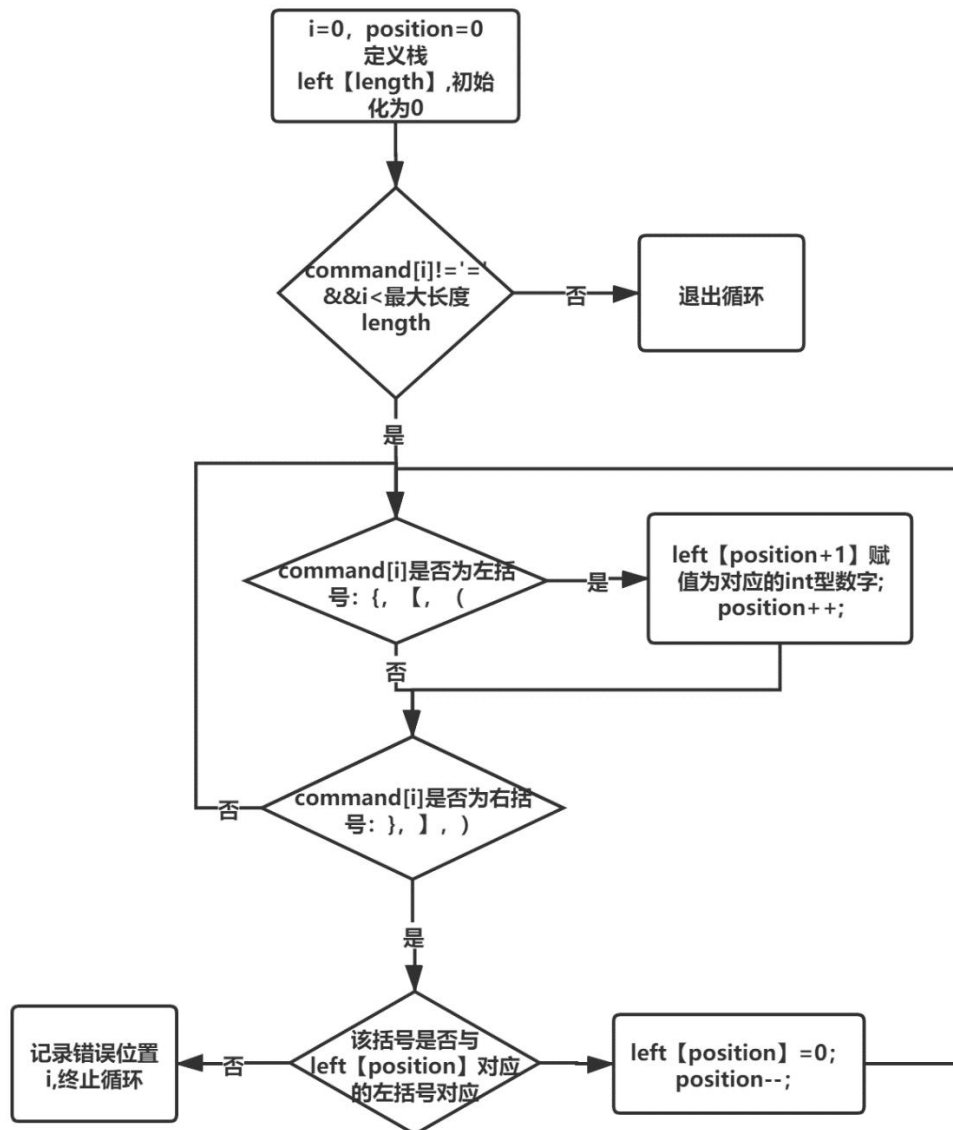 i=0，position=0
定义栈
left【length】,初始
化为0
command[i]!='='
&&i<最大长度
length
否
退出循环
是
command[i]是否为左括
号：{，【，（
是
left【position+1】赋
值为对应的int型数字;
position++;
否
command[i]是否为右括
号：}，】，）
否
是
该括号是否与
left【position】对应
的左括号对应
否
记录错误位置
i,终止循环
left【position】=0；
position--;